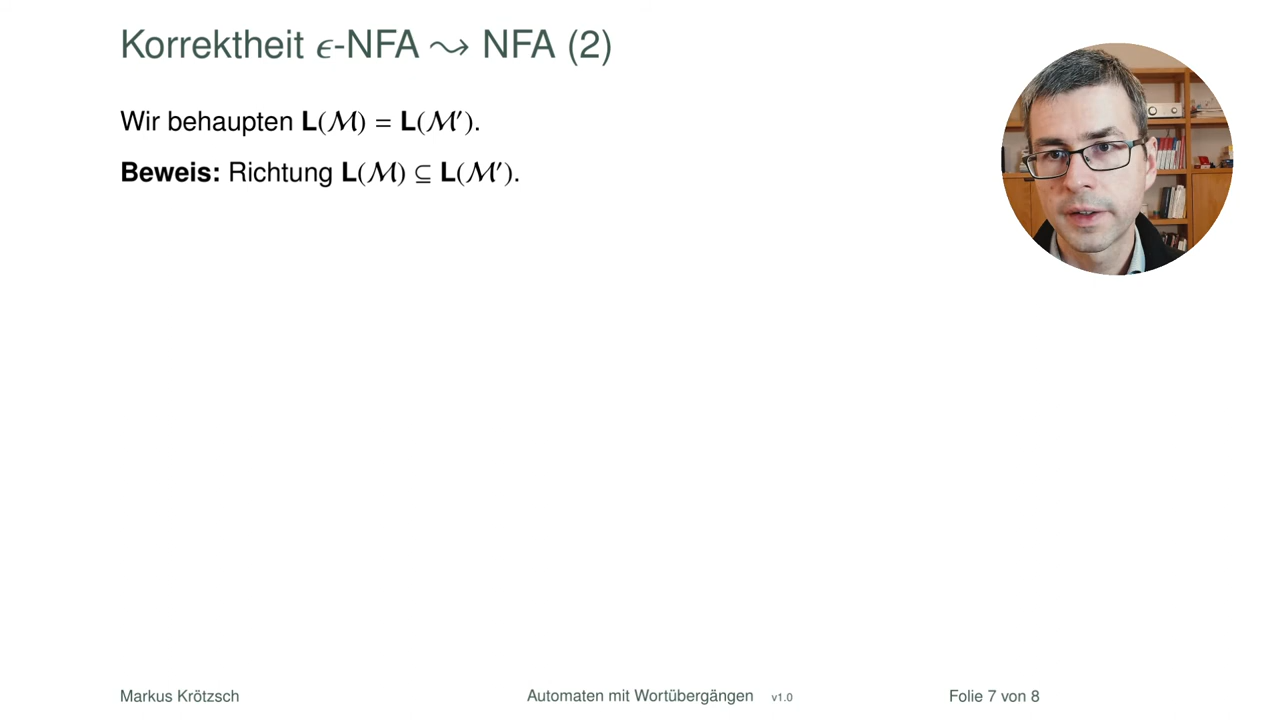 Korrektheit ϵ-NFA ⇝ NFA (2)
Wir behaupten L(ℳ) = L(ℳ′).
Beweis: Richtung L(ℳ) ⊆ L(ℳ′).
Markus Krötzsch Automaten mit Wortübergängen v1.0 Folie 7 von 8